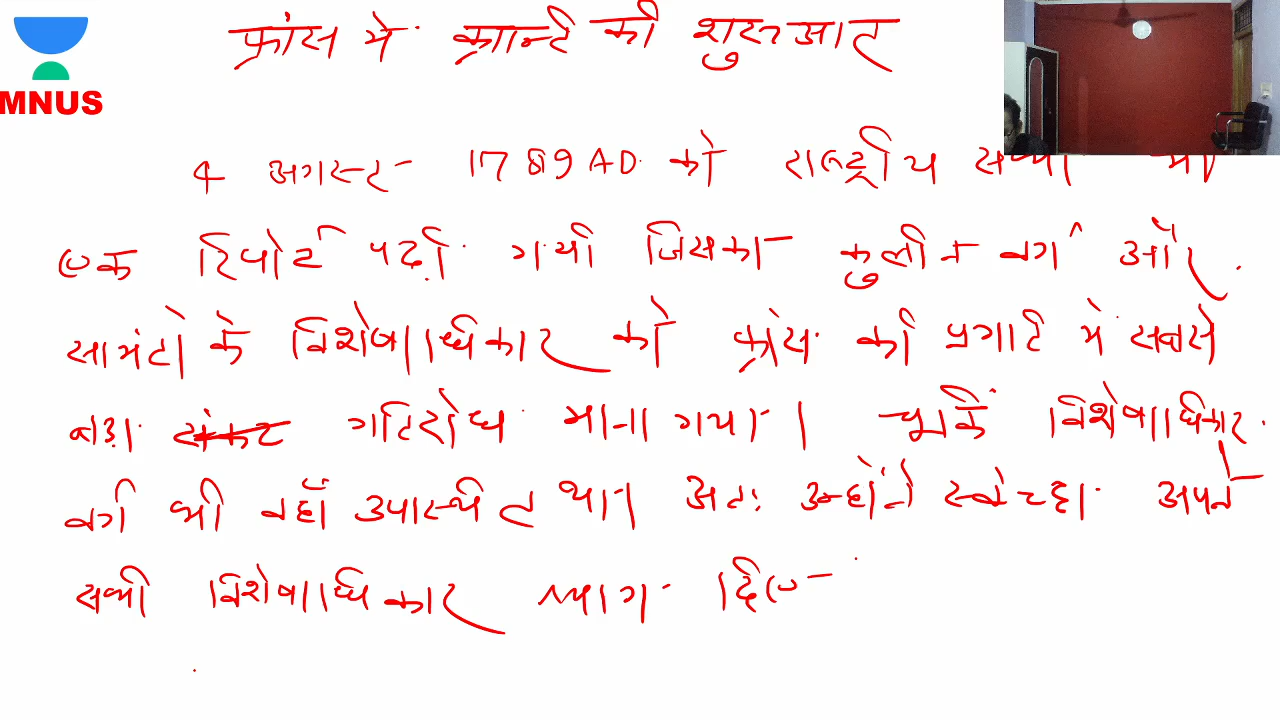 फ्रांस में क्रान्ति की शुरुआत
MNUS
4 अगस्त 1789 AD को राष्ट्रीय सभा में
एक रिपोर्ट पढ़ी गयी जिसका कुलीन वर्ग और
सामंतो के विशेषाधिकार को फ्रांस की प्रगति में सबसे
बड़ा संकट गतिरोध माना गया। चूकिं विशेषाधिकार
वर्ग भी वहाँ उपास्थित था। अतः उन्होंने स्वेच्छा अपने
सभी विशेषाधिकार त्याग दिए